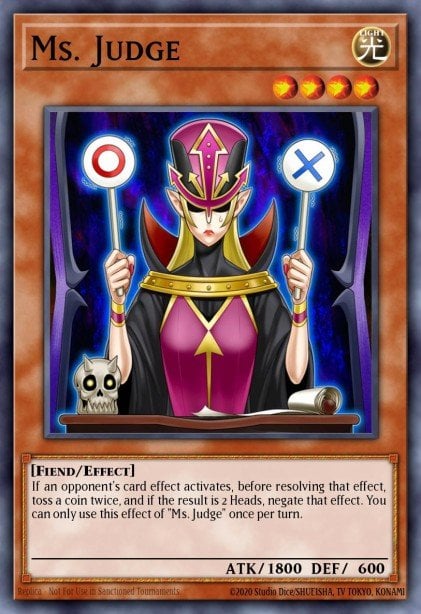 Ms. Judge
LIGHT
光
[Fiend/Effect]
If an opponent's card effect activates, before resolving that effect,
toss a coin twice, and if the result is 2 Heads, negate that effect. You
can only use this effect of "Ms. Judge" once per turn.
ATK/1800 DEF/ 600
Replica - Not For Use in Sanctioned Tournaments. ©2020 Studio Dice/SHUEISHA, TV TOKYO, KONAMI